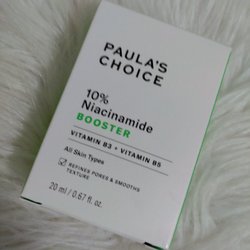 PAULA'S
CHOICE
10%
Niacinamide
BOOSTER
VITAMIN B3 + VITAMIN B5
All Skin Types
REFINES PORES & SMOOTHS
TEXTURE
20 ml / 0.67 fl. oz.